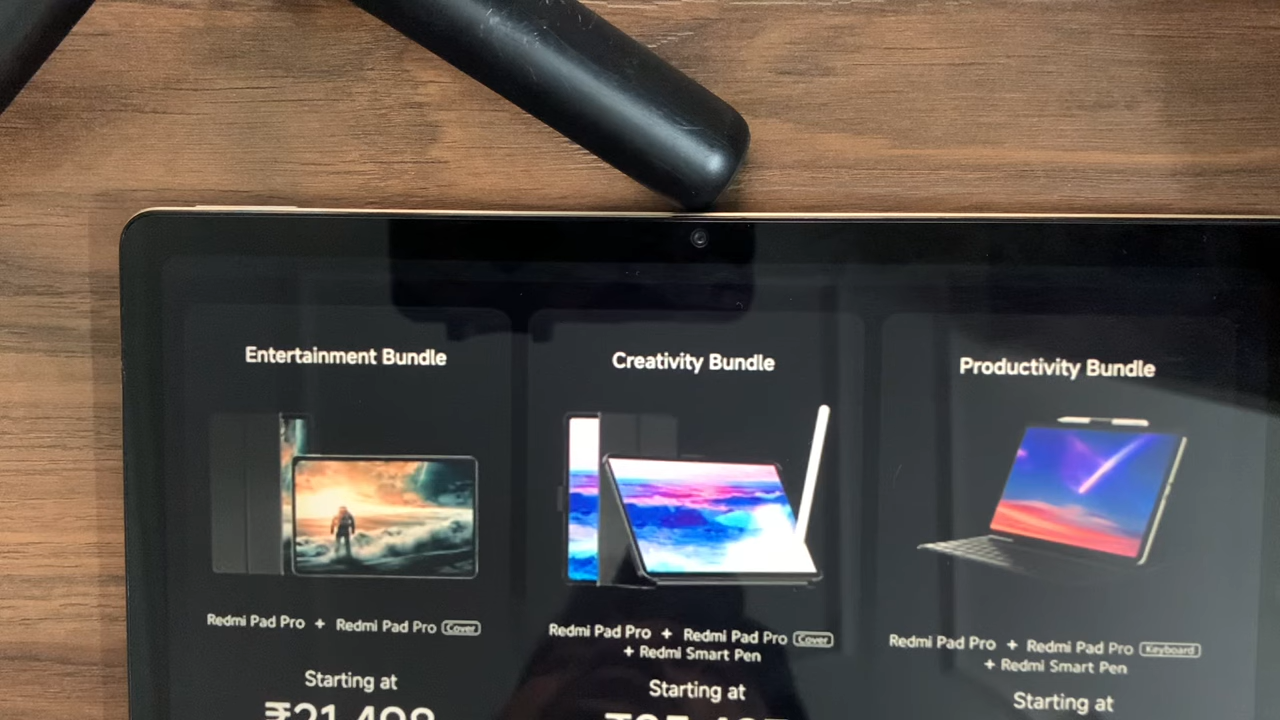 Entertainment Bundle
Redmi Pad Pro + Redmi Pad Pro Cover
Starting at
Creativity Bundle
Redmi Pad Pro + Redmi Pad Pro Cover
+ Redmi Smart Pen
Starting at
Productivity Bundle
Redmi Pad Pro + Redmi Pad Pro Keyboard
+ Redmi Smart Pen
Starting at